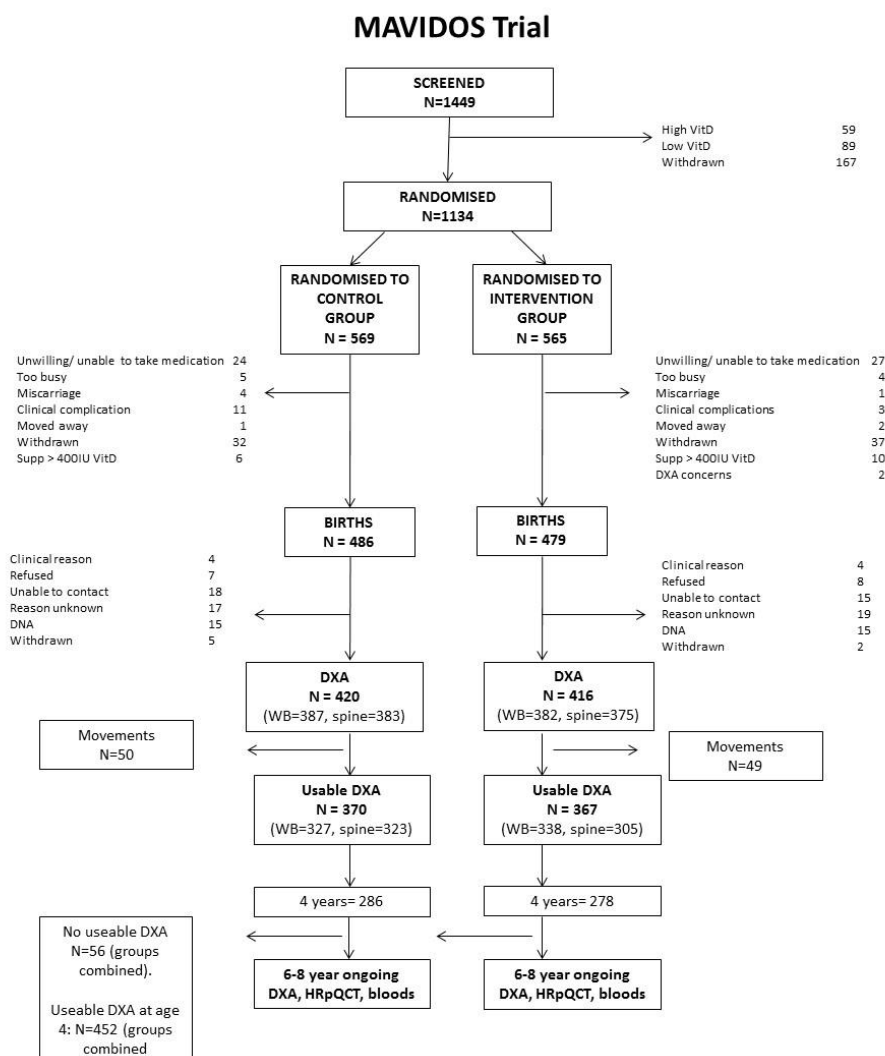 MAVIDOS Trial
SCREENED
N=1449
High VitD 59
Low VitD 89
Withdrawn 167
RANDOMISED
N=1134
RANDOMISED TO
CONTROL
GROUP
N = 569
RANDOMISED TO
INTERVENTION
GROUP
N = 565
Unwilling/ unable to take medication 24
Too busy 5
Miscarriage 4
Clinical complication 11
Moved away 1
Withdrawn 32
Supp > 400IU VitD 6
Unwilling/ unable to take medication 27
Too busy 4
Miscarriage 1
Clinical complications 3
Moved away 2
Withdrawn 37
Supp > 400IU VitD 10
DXA concerns 2
BIRTHS
N = 486
BIRTHS
N = 479
Clinical reason 4
Refused 7
Unable to contact 18
Reason unknown 17
DNA 15
Withdrawn 5
Clinical reason 4
Refused 8
Unable to contact 15
Reason unknown 19
DNA 15
Withdrawn 2
DXA
N = 420
(WB=387, spine=383)
DXA
N = 416
(WB=382, spine=375)
Movements
N=50
Movements
N=49
Usable DXA
N = 370
(WB=327, spine=323)
Usable DXA
N = 367
(WB=338, spine=305)
4 years= 286
4 years= 278
No useable DXA
N=56 (groups
combined).
Useable DXA at age
4: N=452 (groups
combined
6-8 year ongoing
DXA, HRpQCT, bloods
6-8 year ongoing
DXA, HRpQCT, bloods